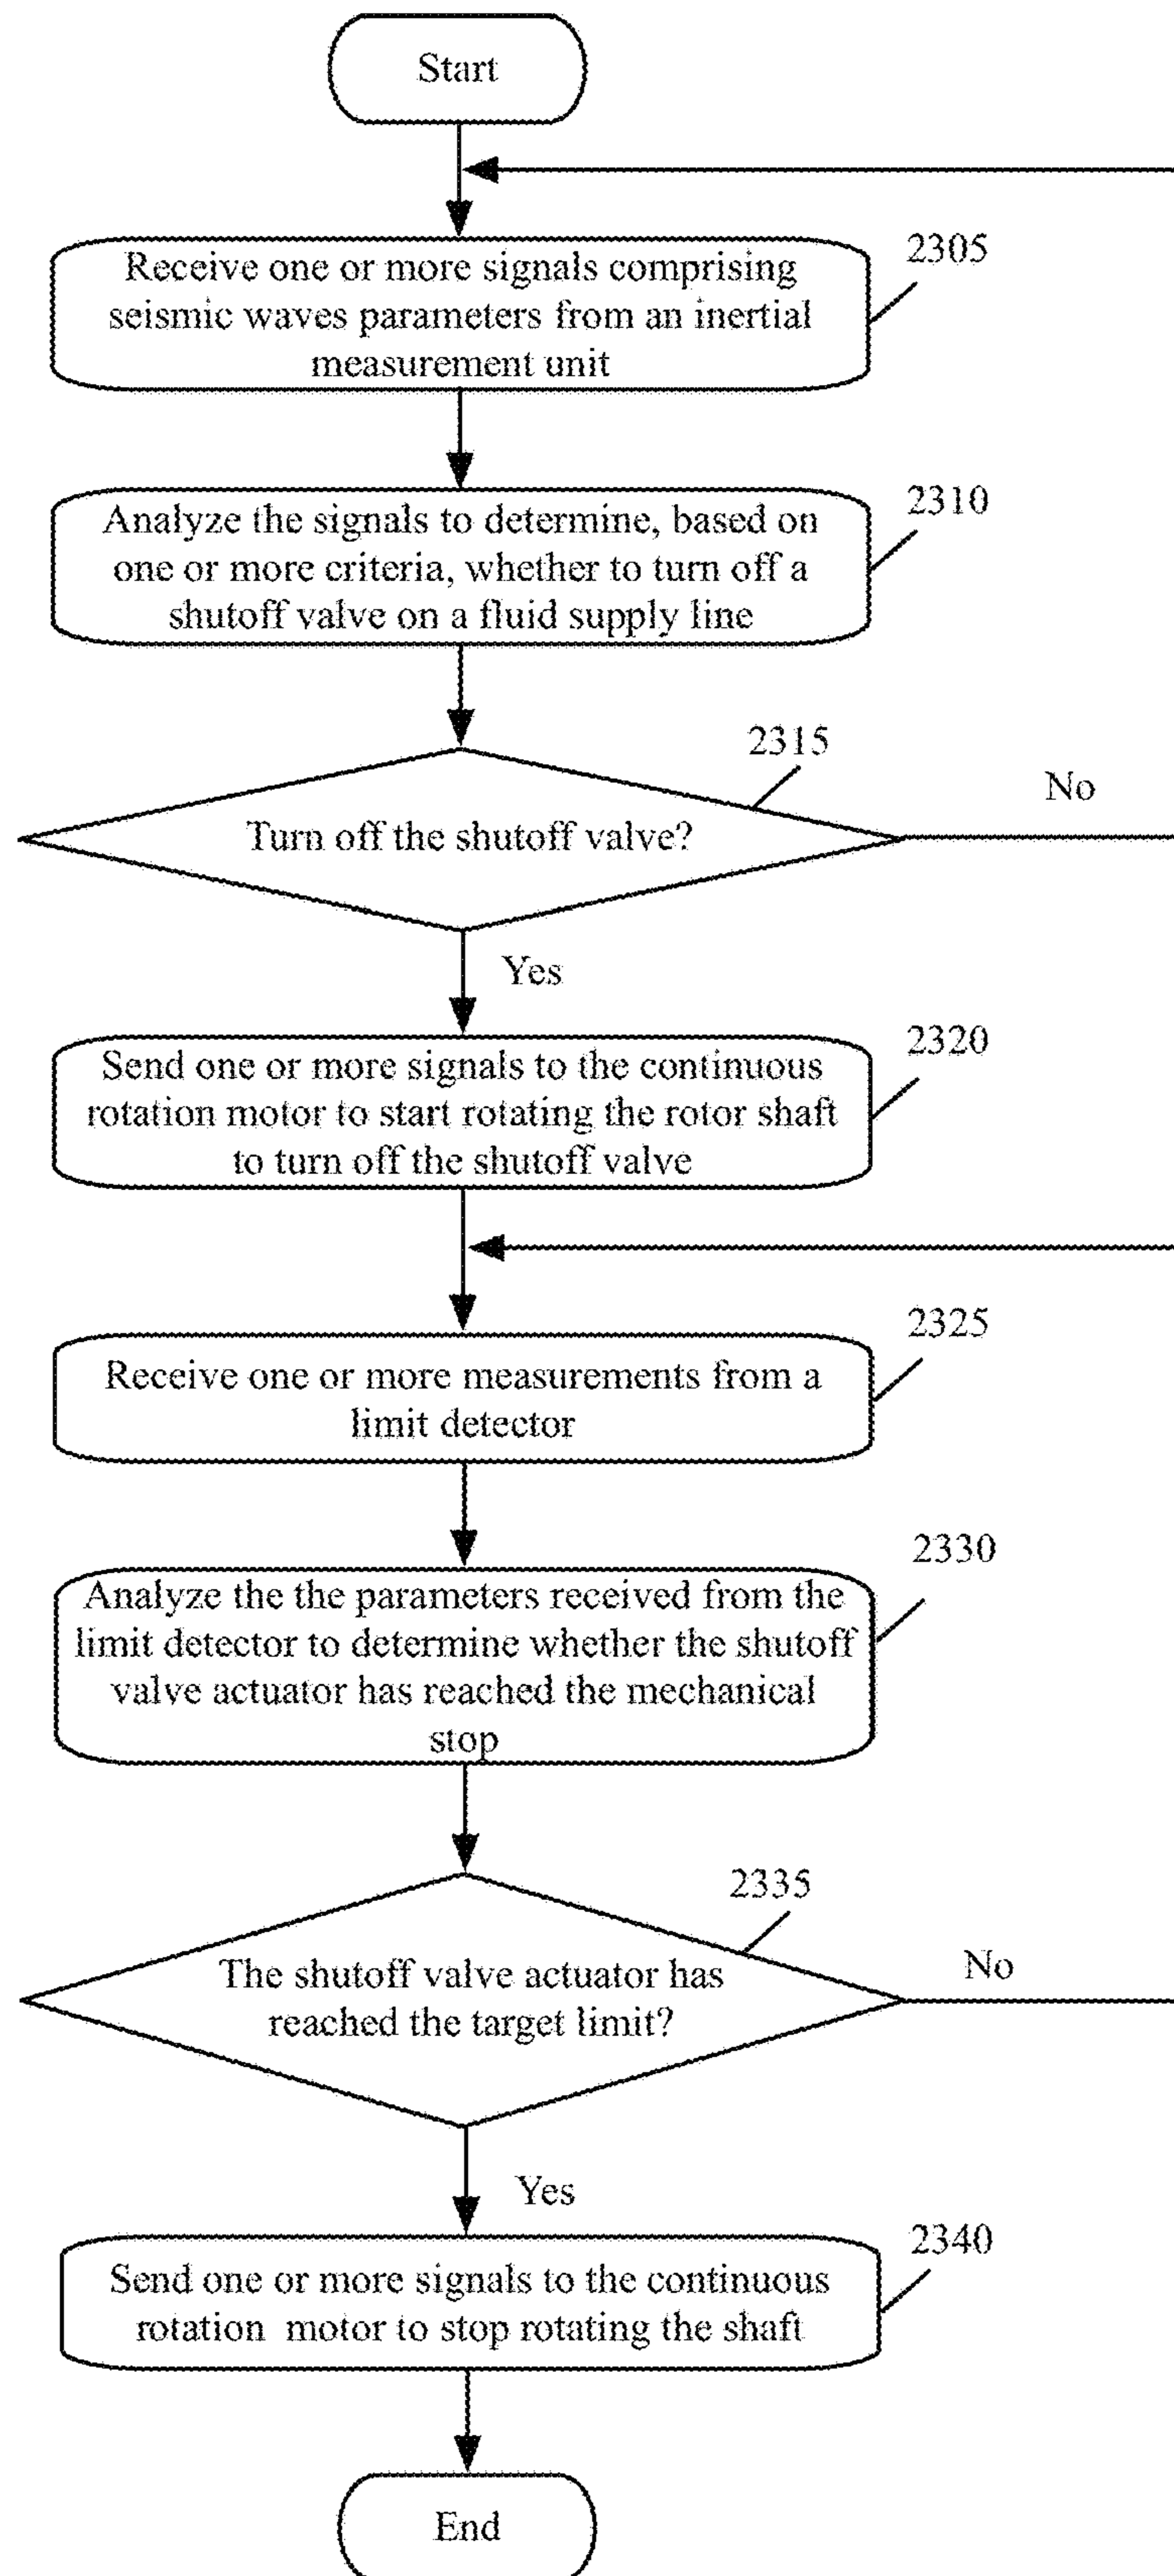 Start
2305
Receive one or more signals comprising
seismic waves parameters from an inertial
measurement unit
2310
Analyze the signals to determine, based on
one or more criteria, whether to turn off a
shutoff valve on a fluid supply line
2315
No
Turn off the shutoff valve?
Yes
2320
Send one or more signals to the continuous
rotation motor to start rotating the rotor shaft
to turn off the shutoff valve
2325
Receive one or more measurements from a
limit detector
2330
Analyze the the parameters received from the
limit detector to determine whether the shutoff
valve actuator has reached the mechanical
stop
2335
No
The shutoff valve actuator has
reached the target limit?
Yes
2340
Send one or more signals to the continuous
rotation motor to stop rotating the shaft
End